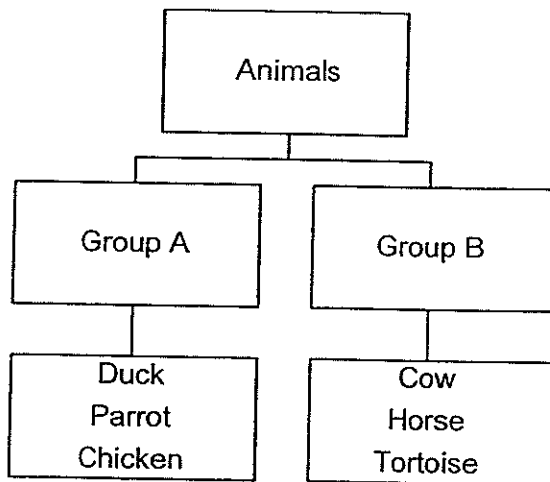 Animals
Group A
Group B
Duck
Parrot
Chicken
Cow
Horse
Tortoise